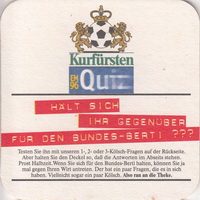 Kurfürsten
EM 96
Quiz
HÄLT SICH
IHR GEGENÜBER
FÜR DEN BUNDES-BERTI ???
Testen Sie ihn mit unseren 1-, 2- oder 3-Kölsch-Fragen auf der Rückseite.
Aber halten Sie den Deckel so, daß die Antworten im Abseits stehen.
Prost Halbzeit. Wenn Sie sich für den Bundes-Berti halten, können Sie ja
mal gegen Ihren Wirt antreten. Der hat ein paar Fragen, die es in sich
haben. Vielleicht sogar ein paar Kölsch. Also ran an die Theke.